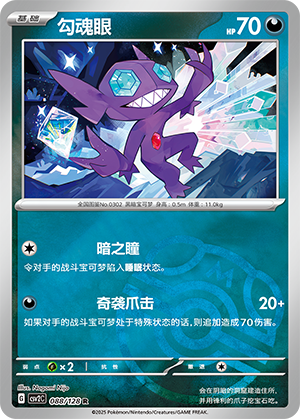 基础 勾魂眼 HP70
全国图鉴No.0302 黑暗宝可梦 身高:0.5m 体重:11.0kg
暗之瞳
令对手的战斗宝可梦陷入睡眠状态。
奇袭爪击 20+
如果对手的战斗宝可梦处于特殊状态的话,则追加造成70伤害。
弱点 ×2 抗性 撤退
Illus. Nagomi Nijo
G CSV2C 088/128 R
会在阴暗的洞窟建造住所,
并用锋利的爪子挖宝石吃。
©2025 Pokémon/Nintendo/Creatures/GAME FREAK.